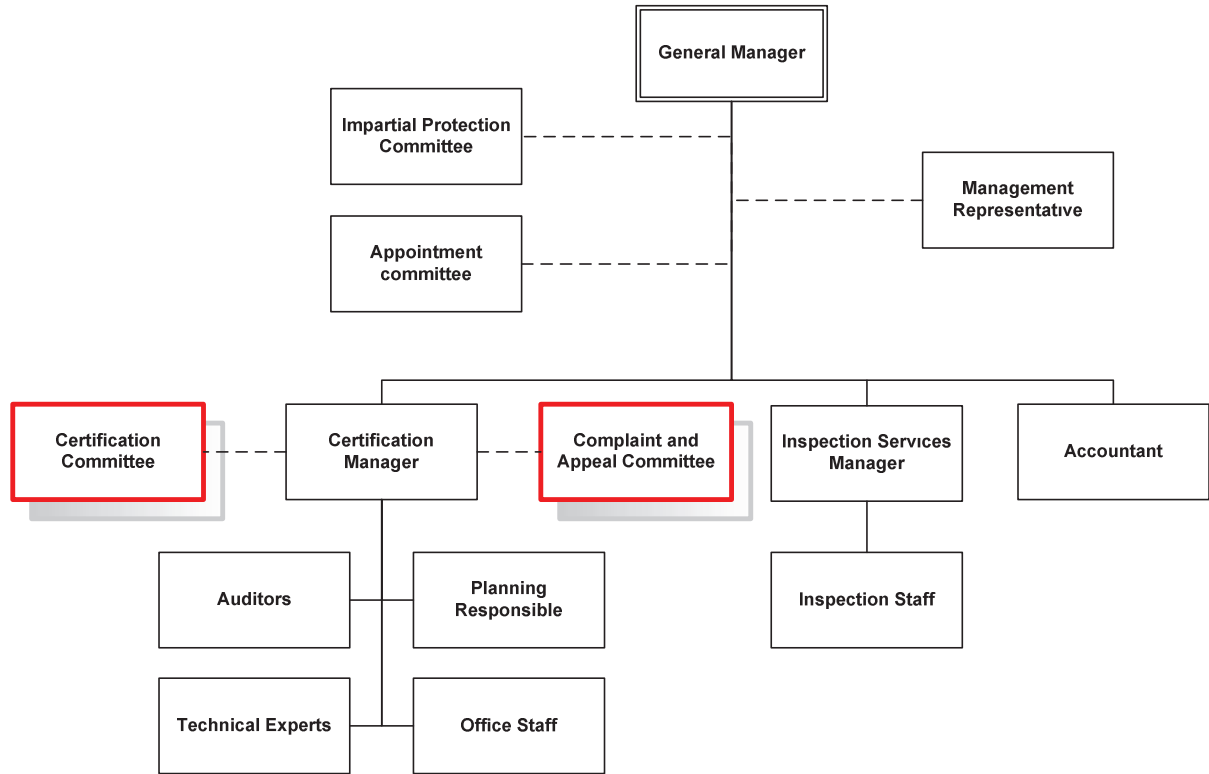 General Manager
Impartial Protection
Committee
Management
Representatıve
Appointment
committee
Certification
Committee
Certification
Manager
Complaint and
Appeal Committee
Inspection Servıces
Manager
Accountant
Auditors
Planning
Responsible
Inspection Staff
Technical Experts
Office Staff